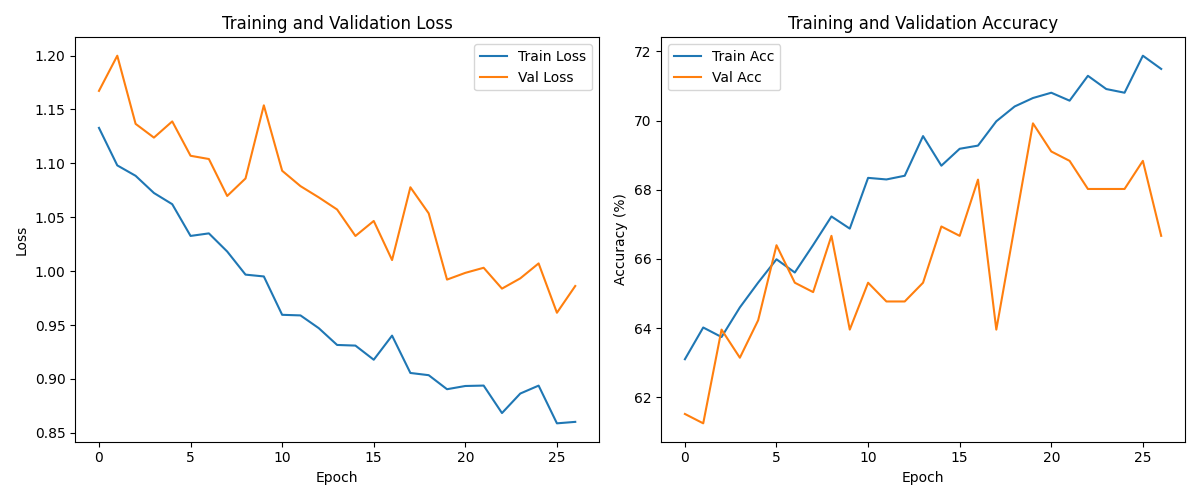 Training and Validation Loss
Train Loss
Val Loss
1.20
1.15
1.10
1.05
1.00
0.95
0.90
0.85
Loss
0 5 10 15 20 25
Epoch
Training and Validation Accuracy
Train Acc
Val Acc
72
70
68
66
64
62
Accuracy (%)
0 5 10 15 20 25
Epoch